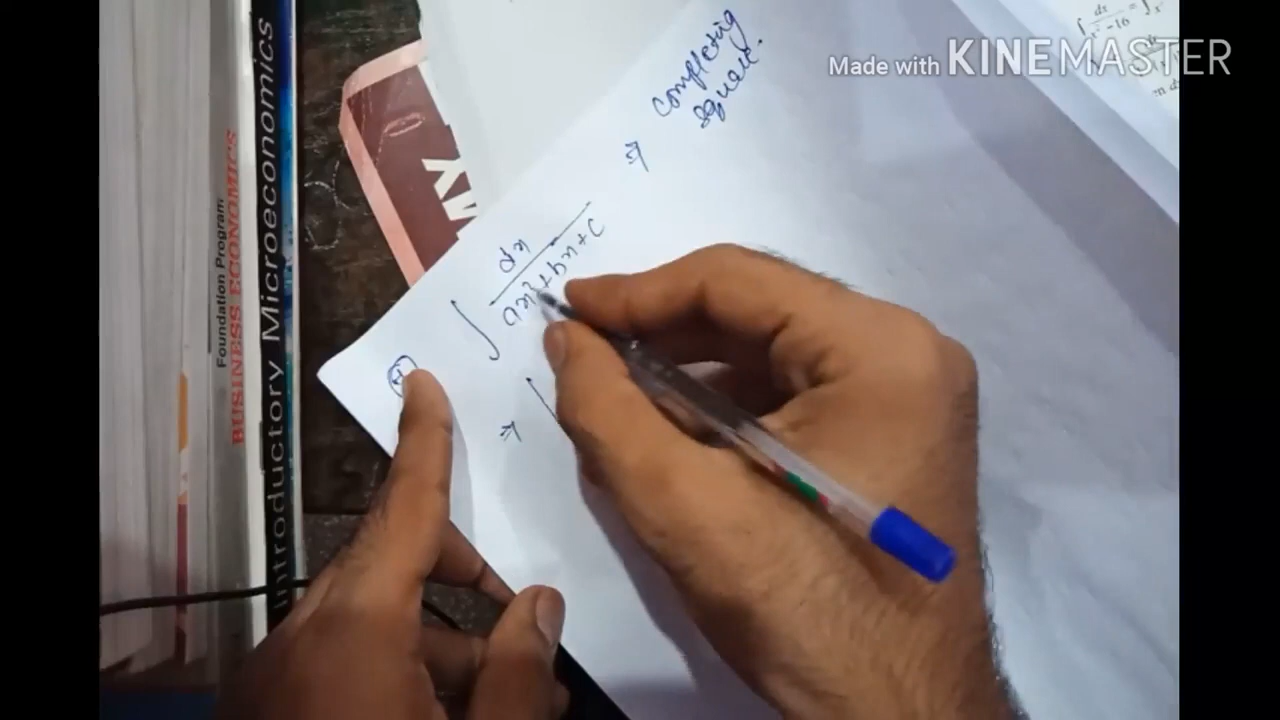 Made with KINEMASTER
Foundation Program
BUSINESS ECONOMICS
Introductory Microeconomics
⇒ completing
square.
∫ dx
ax²+bx+c
⇒ ∫